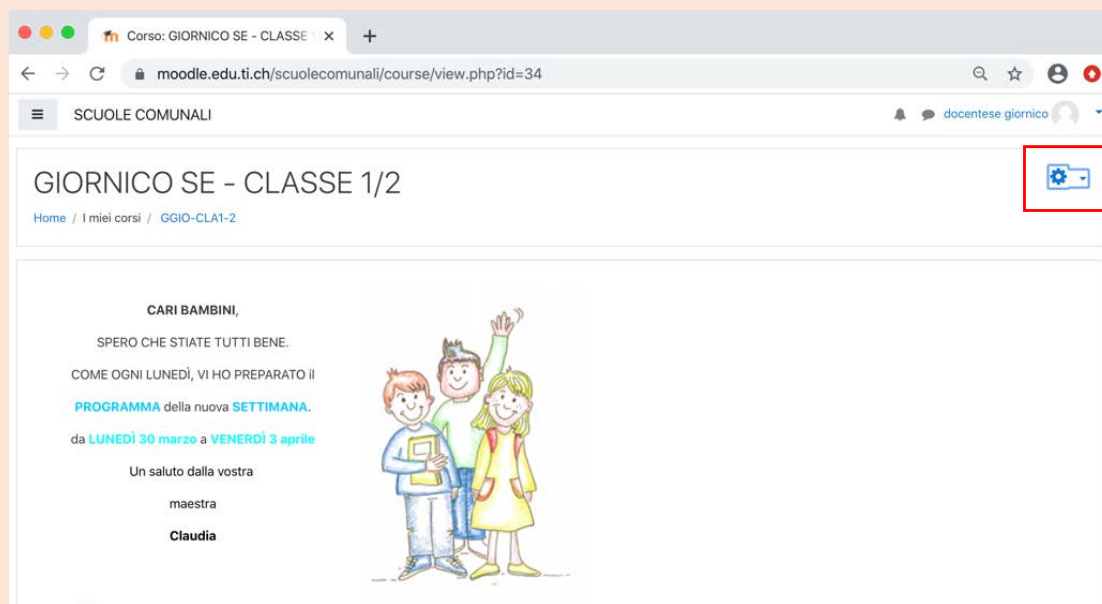 Corso: GIORNICO SE - CLASSE
moodle.edu.ti.ch/scuolecomunali/course/view.php?id=34
SCUOLE COMUNALI
docentese giornico
GIORNICO SE - CLASSE 1/2
Home / I miei corsi / GGIO-CLA1-2
CARI BAMBINI,
SPERO CHE STIATE TUTTI BENE.
COME OGNI LUNEDÌ, VI HO PREPARATO il
PROGRAMMA della nuova SETTIMANA.
da LUNEDÌ 30 marzo a VENERDÌ 3 aprile
Un saluto dalla vostra
maestra
Claudia